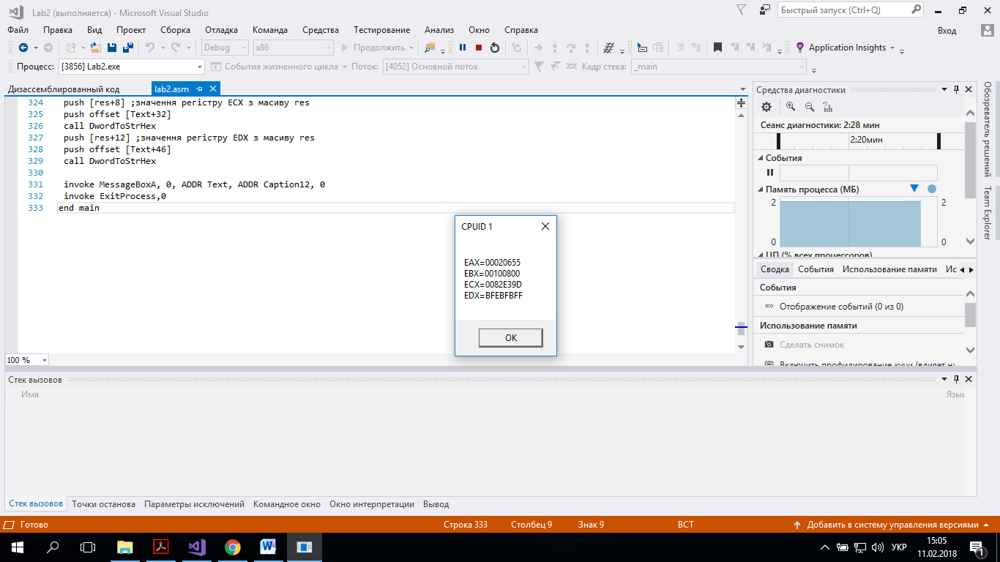 Lab2 (выполняется) - Microsoft Visual Studio
Быстрый запуск (Ctrl+Q)
Файл Правка Вид Проект Сборка Отладка Команда Средства Тестирование Анализ Окно Справка
Вход
Debug x86 Продолжить Application Insights
Процесс: [3856] Lab2.exe События жизненного цикла Поток: [4052] Основной поток Кадр стека: _main
Дизассемблированный код lab2.asm
324 push [res+8] ;значення регістру ECX з масиву res
325 push offset [Text+32]
326 call DwordToStrHex
327 push [res+12] ;значення регістру EDX з масиву res
328 push offset [Text+46]
329 call DwordToStrHex
330
331 invoke MessageBoxA, 0, ADDR Text, ADDR Caption12, 0
332 invoke ExitProcess,0
333 end main
100 %
CPUID 1
EAX=00020655
EBX=00100800
ECX=0082E39D
EDX=BFEBFBFF
OK
Средства диагностики
Сеанс диагностики: 2:28 мин
2:20мин
События
Память процесса (МБ)
2 2
0 0
ЦП (% всех процессоров)
Сводка События Использование памяти Ис
События
Отображение событий (0 из 0)
Использование памяти
Сделать снимок
Включить профилирование кучи (влияет н
Обозреватель решений
Team Explorer
Стек вызовов
Имя Язык
Стек вызовов Точки останова Параметры исключений Командное окно Окно интерпретации Вывод
Готово Строка 333 Столбец 9 Знак 9 ВСТ Добавить в систему управления версиями
УКР 15:05
11.02.2018
1